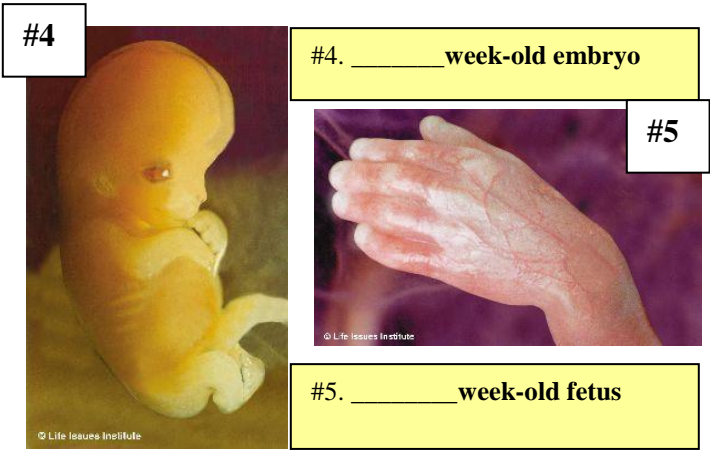 #4
#4. _______week-old embryo
#5
© Life Issues Institute
#5. ________week-old fetus
© Life Issues Institute